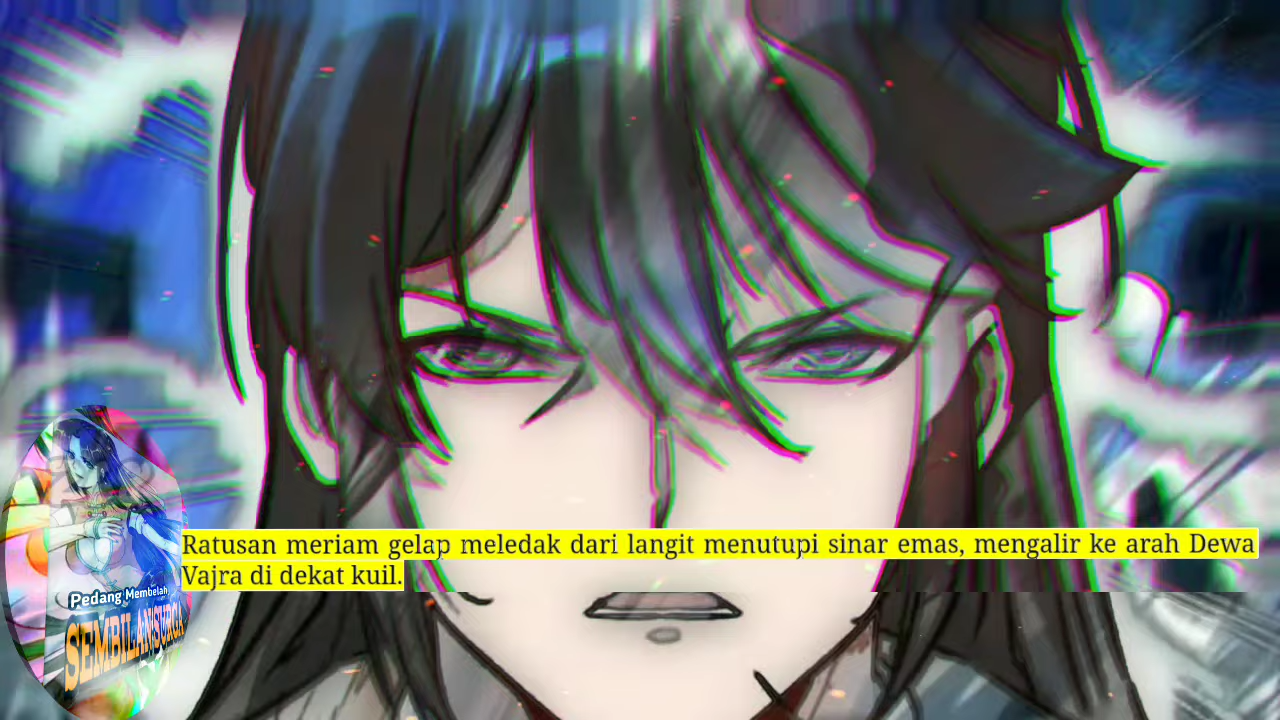 Ratusan meriam gelap meledak dari langit menutupi sinar emas, mengalir ke arah Dewa
Vajra di dekat kuil.
Pedang Membelah
SEMBILAN SURGA